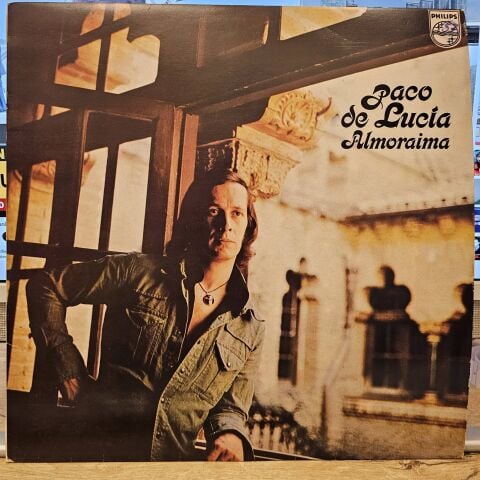 PHILIPS
Paco
de Lucía
Almoraima